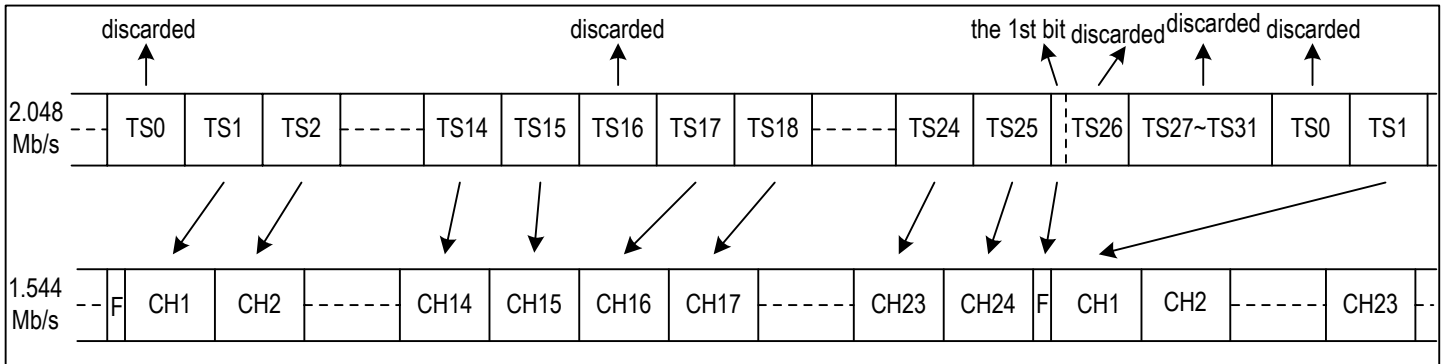 discarded discarded the 1st bit discarded discarded discarded
2.048
Mb/s
TS0 TS1 TS2 TS14 TS15 TS16 TS17 TS18 TS24 TS25 TS26 TS27~TS31 TS0 TS1
1.544
Mb/s
F CH1 CH2 CH14 CH15 CH16 CH17 CH23 CH24 F CH1 CH2 CH23